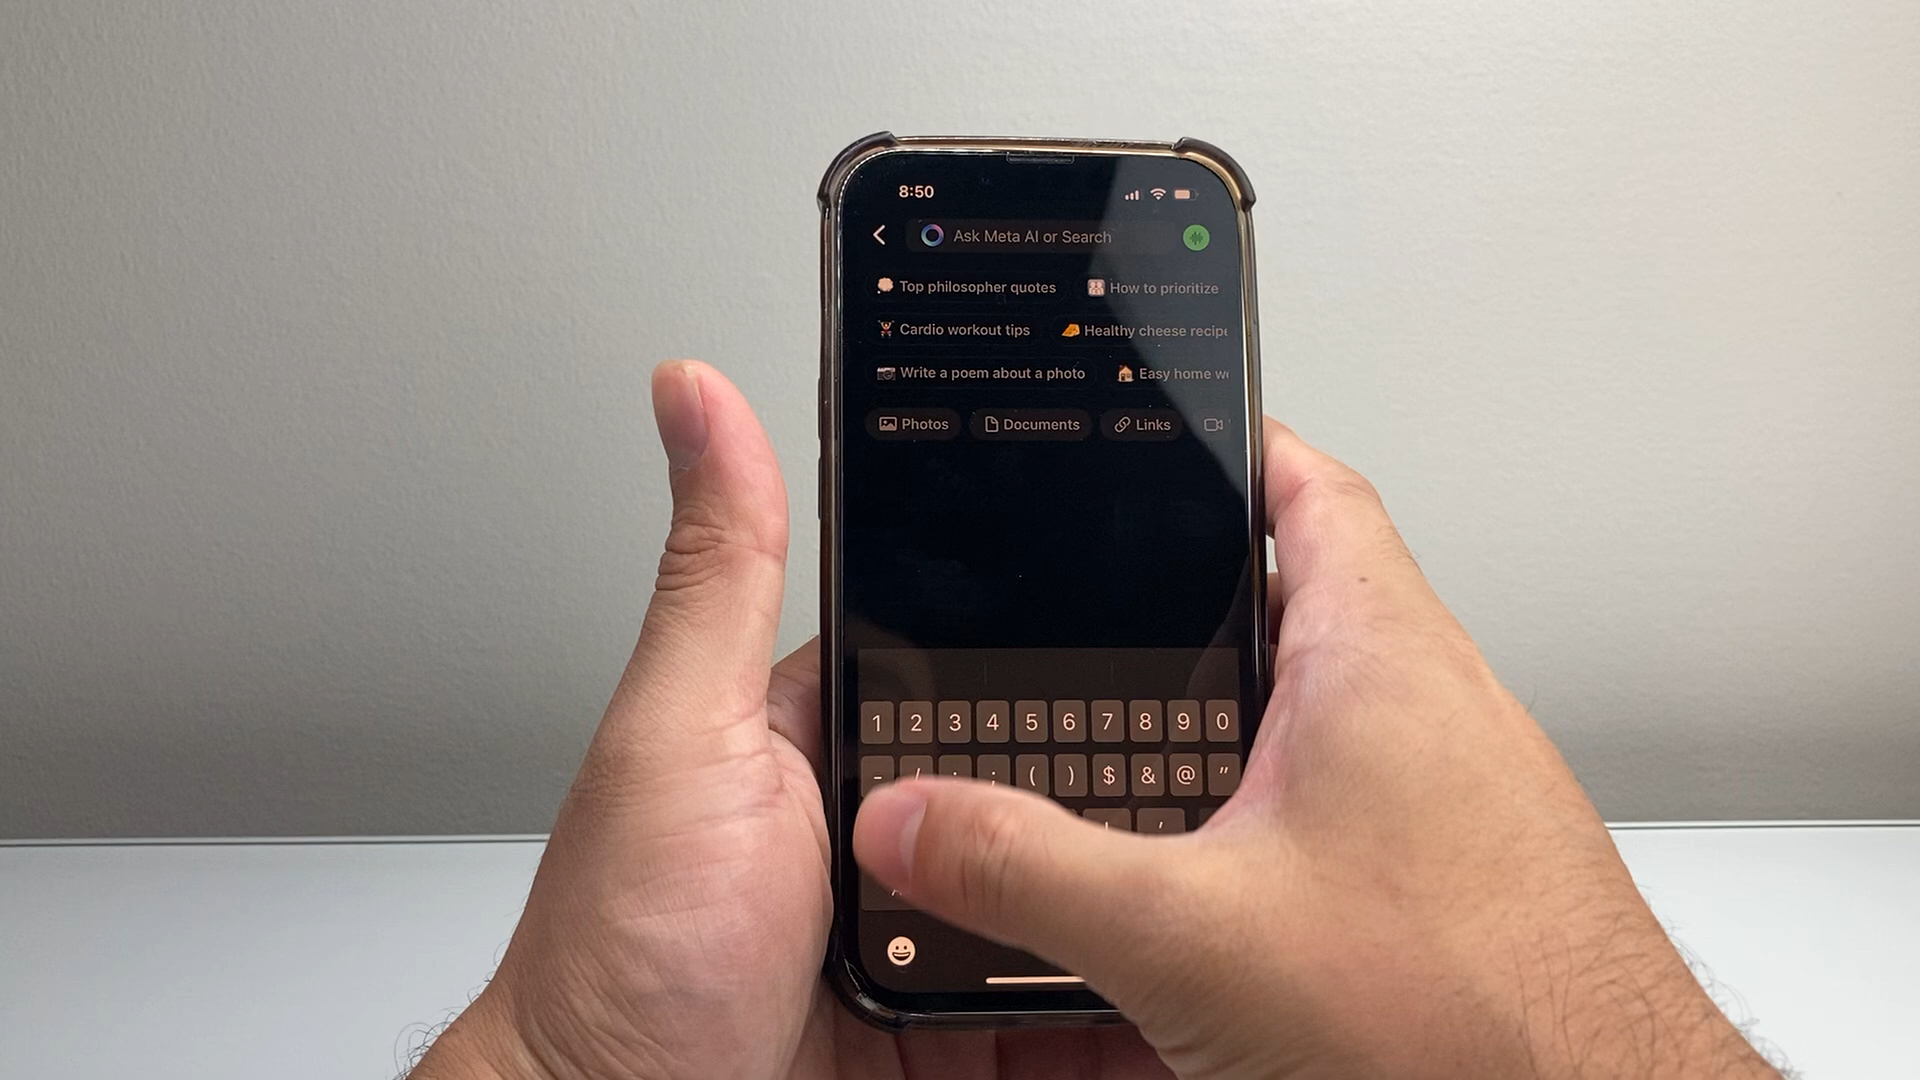 8:50
Ask Meta AI or Search
Top philosopher quotes How to prioritize
Cardio workout tips Healthy cheese recipe
Write a poem about a photo Easy home
Photos Documents Links
1 2 3 4 5 6 7 8 9 0
- / : ; ( ) $ & @ "